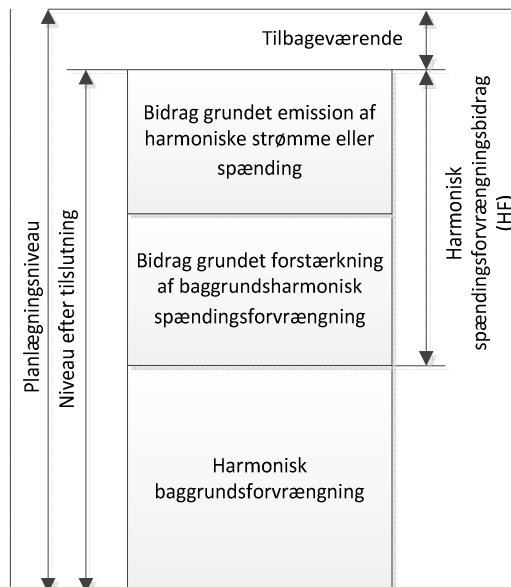 Tilbageværende
Bidrag grundet emission af
harmoniske strømme eller
spænding
Bidrag grundet forstærkning
af baggrundsharmonisk
spændingsforvrængning
Harmonisk
baggrundsforvrængning
Planlægningsniveau
Niveau efter tilslutning
Harmonisk
spændingsforvrængningsbidrag
(HF)